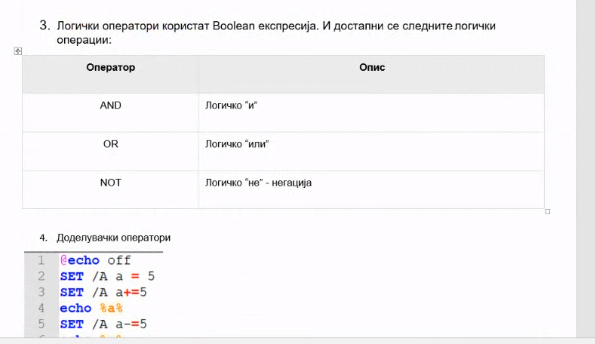 3. Логички оператори користат Boolean експресија. И достапни се следните логички
операции:
Оператор Опис
AND Логичко "и"
OR Логичко "или"
NOT Логичко "не" - негација
4. Доделувачки оператори
1 @echo off
2 SET /A a = 5
3 SET /A a+=5
4 echo %a%
5 SET /A a-=5